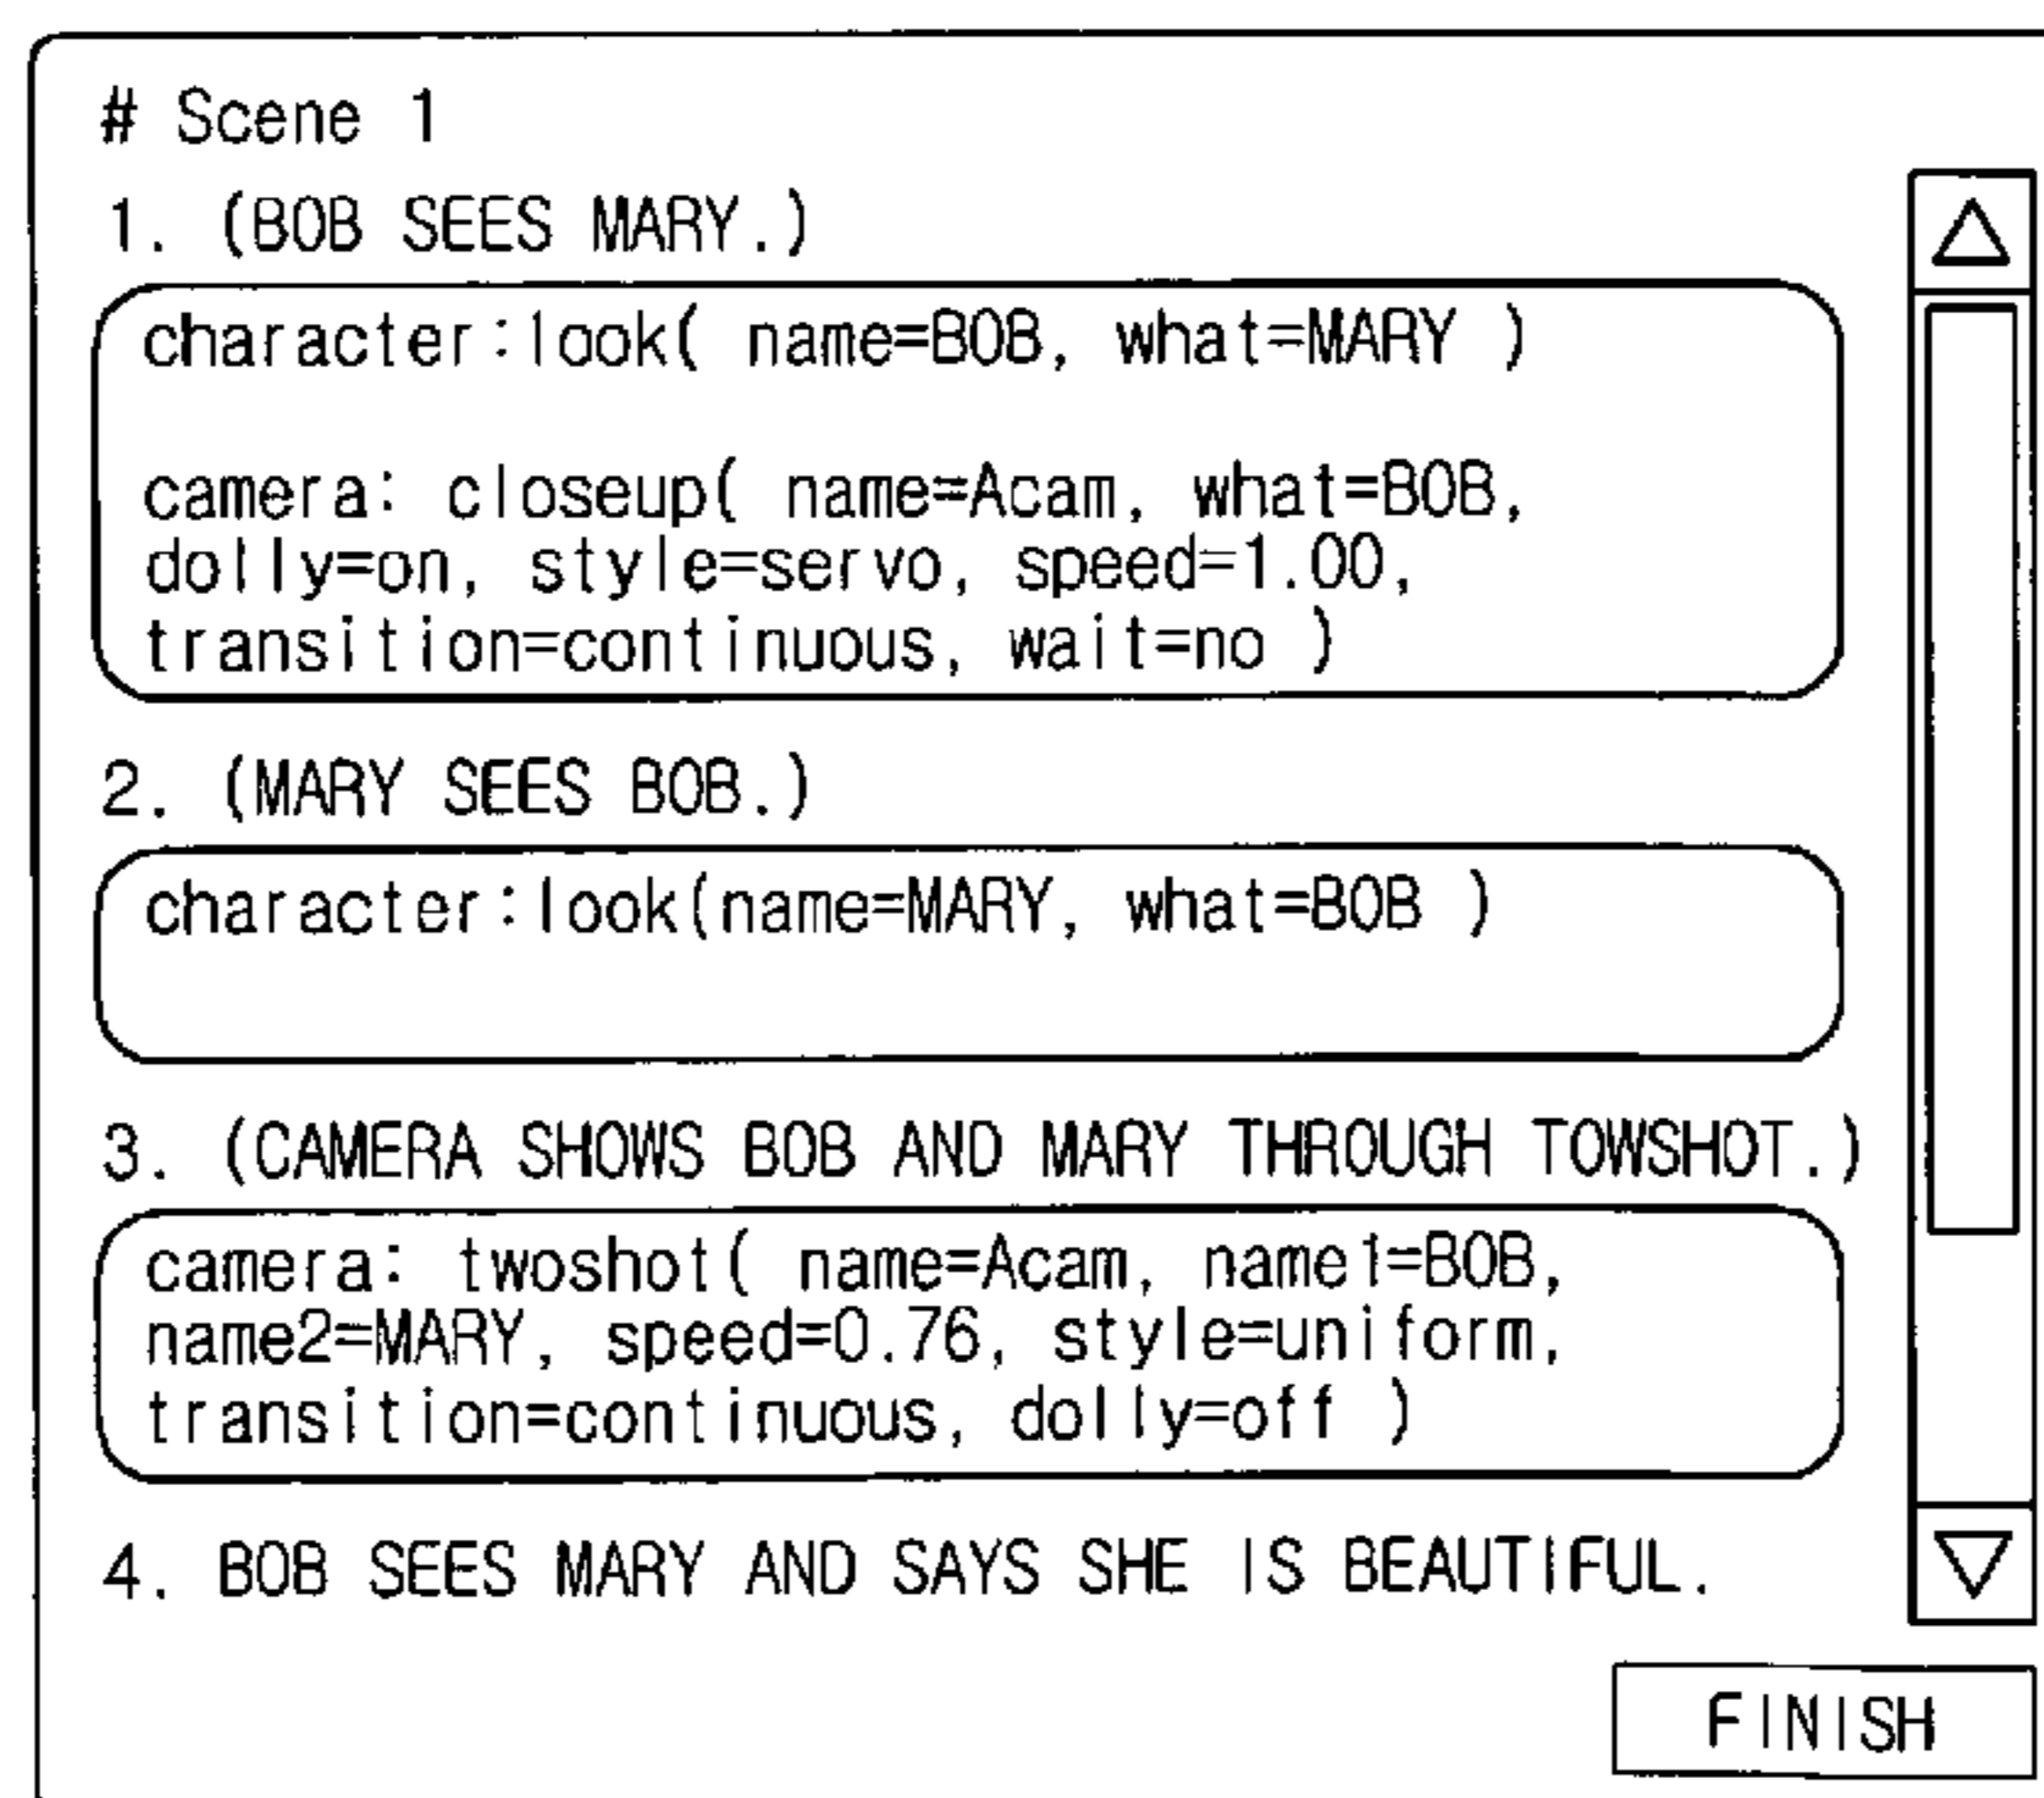 # Scene 1
1. (BOB SEES MARY.)
character:look( name=BOB, what=MARY )
camera: closeup( name=Acam, what=BOB,
dolly=on, style=servo, speed=1.00,
transition=continuous, wait=no )
2. (MARY SEES BOB.)
character:look(name=MARY, what=BOB )
3. (CAMERA SHOWS BOB AND MARY THROUGH TOWSHOT.)
camera: twoshot( name=Acam, name1=BOB,
name2=MARY, speed=0.76, style=uniform,
transition=continuous, dolly=off )
4. BOB SEES MARY AND SAYS SHE IS BEAUTIFUL.
FINISH